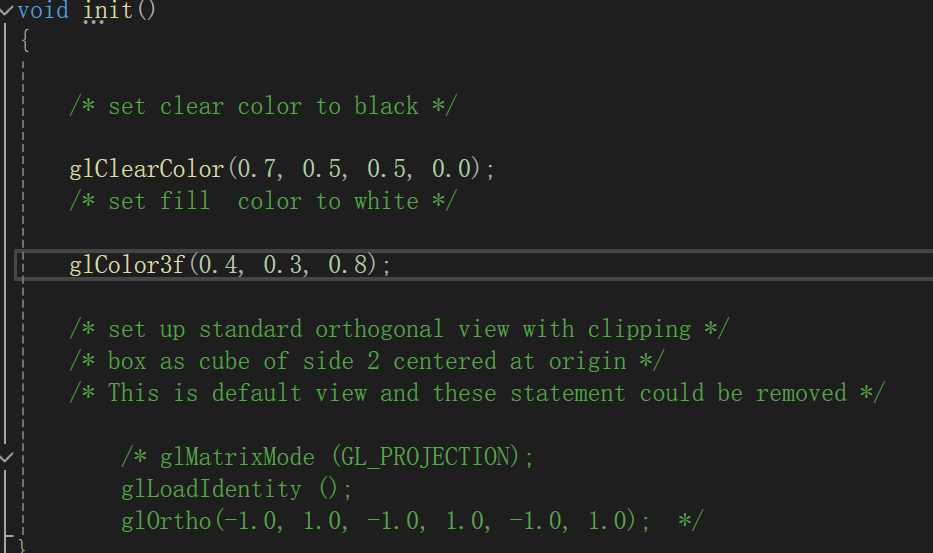 void init()
{
/* set clear color to black */
glClearColor(0.7, 0.5, 0.5, 0.0);
/* set fill  color to white */
glColor3f(0.4, 0.3, 0.8);
/* set up standard orthogonal view with clipping */
/* box as cube of side 2 centered at origin */
/* This is default view and these statement could be removed */
/* glMatrixMode (GL_PROJECTION);
glLoadIdentity ();
glOrtho(-1.0, 1.0, -1.0, 1.0, -1.0, 1.0);  */
}